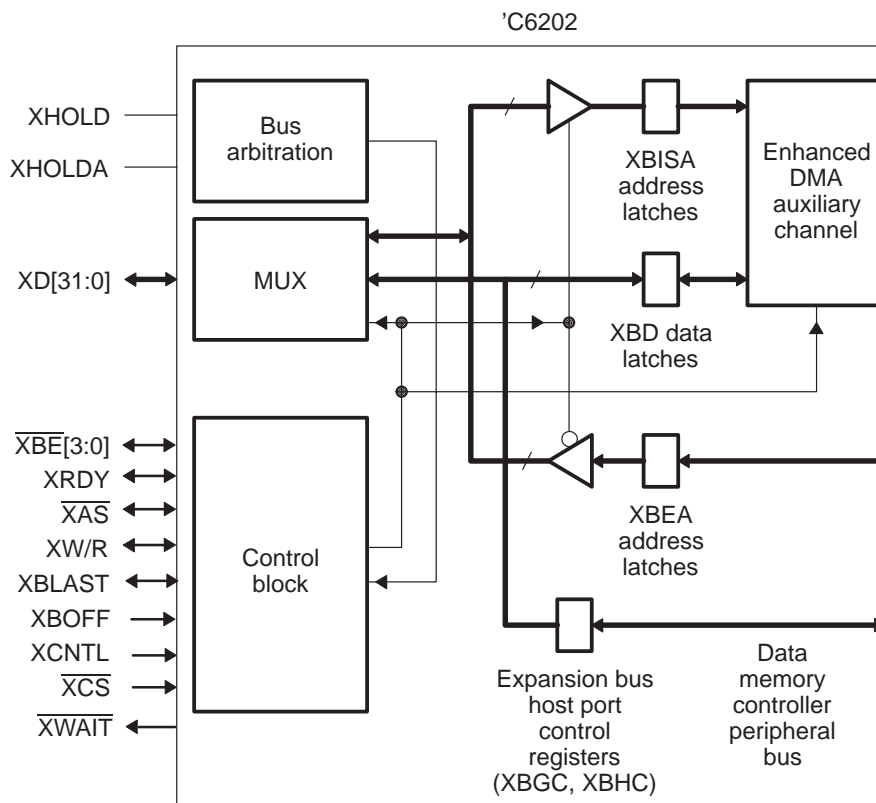 ’C6202
XHOLD
XHOLDA
XD[31:0]
XBE[3:0]
XRDY
XAS
XW/R
XBLAST
XBOFF
XCNTL
XCS
XWAIT
Bus
arbitration
MUX
Control
block
XBISA
address
latches
Enhanced
DMA
auxiliary
channel
XBD data
latches
XBEA
address
latches
Expansion bus
host port
control
registers
(XBGC, XBHC)
Data
memory
controller
peripheral
bus